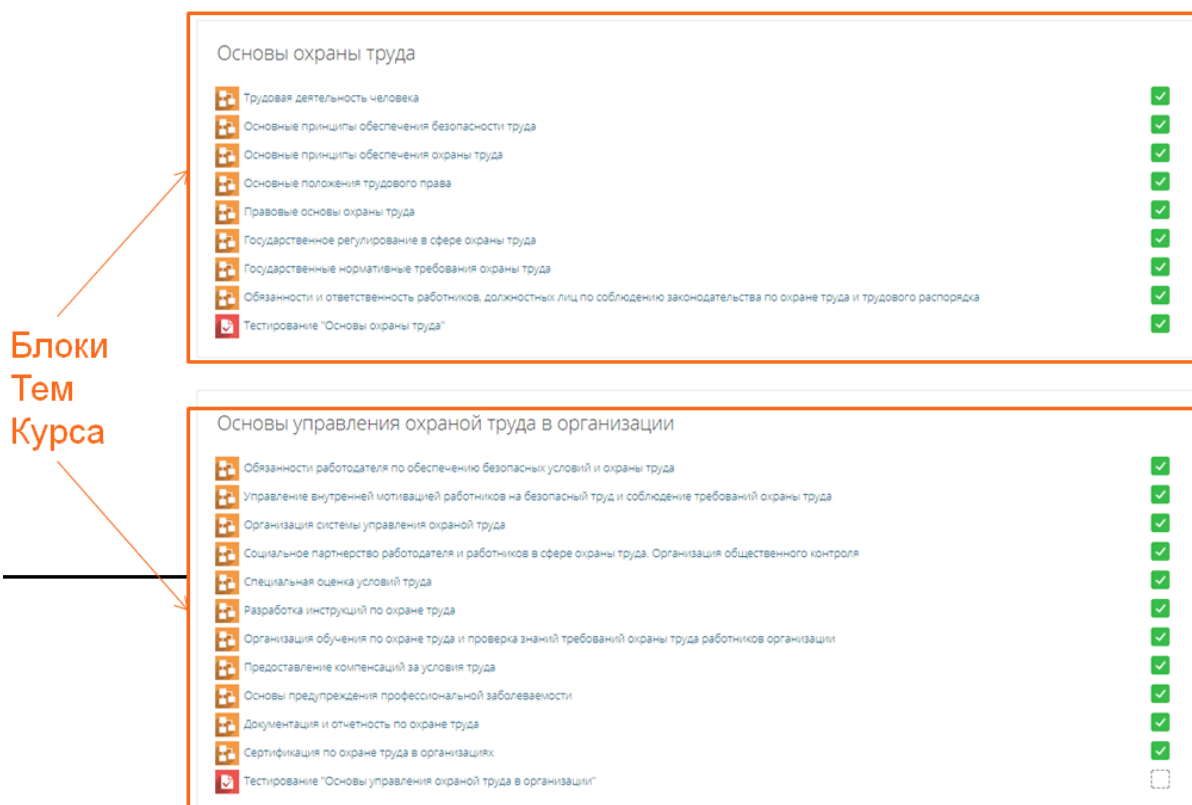 Основы охраны труда
Трудовая деятельность человека
Основные принципы обеспечения безопасности труда
Основные принципы обеспечения охраны труда
Основные положения трудового права
Правовые основы охраны труда
Государственное регулирование в сфере охраны труда
Государственные нормативные требования охраны труда
Обязанности и ответственность работников, должностных лиц по соблюдению законодательства по охране труда и трудового распорядка
Тестирование "Основы охраны труда"
Блоки
Тем
Курса
Основы управления охраной труда в организации
Обязанности работодателя по обеспечению безопасных условий и охраны труда
Управление внутренней мотивацией работников на безопасный труд и соблюдение требований охраны труда
Организация системы управления охраной труда
Социальное партнерство работодателя и работников в сфере охраны труда. Организация общественного контроля
Специальная оценка условий труда
Разработка инструкций по охране труда
Организация обучения по охране труда и проверка знаний требований охраны труда работников организации
Предоставление компенсаций за условия труда
Основы предупреждения профессиональной заболеваемости
Документация и отчетность по охране труда
Сертификация по охране труда в организациях
Тестирование "Основы управления охраной труда в организации"